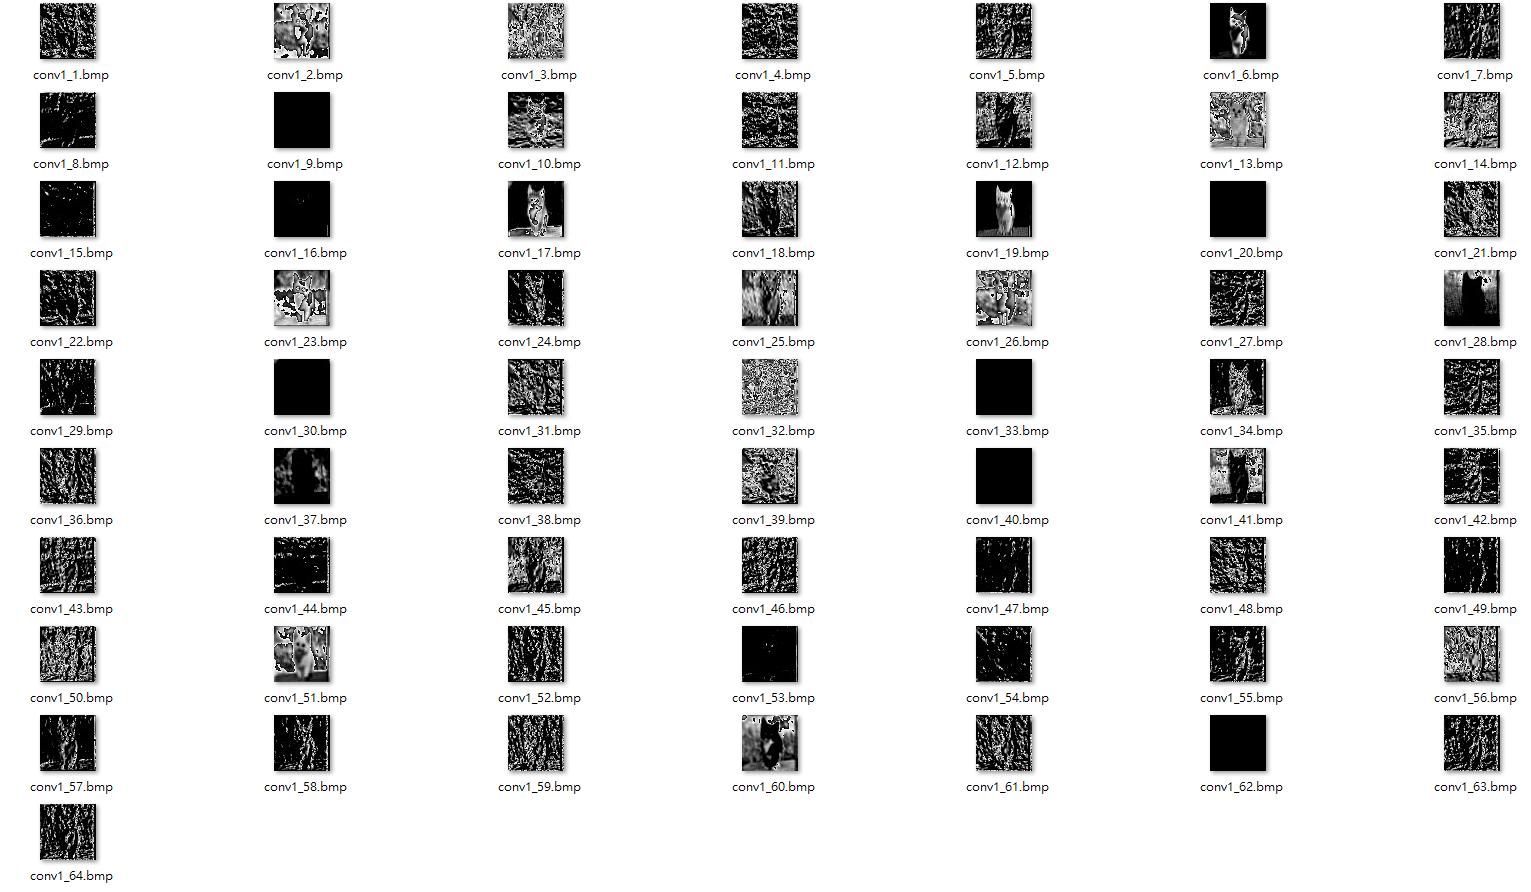 conv1_1.bmp conv1_2.bmp conv1_3.bmp conv1_4.bmp conv1_5.bmp conv1_6.bmp conv1_7.bmp
conv1_8.bmp conv1_9.bmp conv1_10.bmp conv1_11.bmp conv1_12.bmp conv1_13.bmp conv1_14.bmp
conv1_15.bmp conv1_16.bmp conv1_17.bmp conv1_18.bmp conv1_19.bmp conv1_20.bmp conv1_21.bmp
conv1_22.bmp conv1_23.bmp conv1_24.bmp conv1_25.bmp conv1_26.bmp conv1_27.bmp conv1_28.bmp
conv1_29.bmp conv1_30.bmp conv1_31.bmp conv1_32.bmp conv1_33.bmp conv1_34.bmp conv1_35.bmp
conv1_36.bmp conv1_37.bmp conv1_38.bmp conv1_39.bmp conv1_40.bmp conv1_41.bmp conv1_42.bmp
conv1_43.bmp conv1_44.bmp conv1_45.bmp conv1_46.bmp conv1_47.bmp conv1_48.bmp conv1_49.bmp
conv1_50.bmp conv1_51.bmp conv1_52.bmp conv1_53.bmp conv1_54.bmp conv1_55.bmp conv1_56.bmp
conv1_57.bmp conv1_58.bmp conv1_59.bmp conv1_60.bmp conv1_61.bmp conv1_62.bmp conv1_63.bmp
conv1_64.bmp